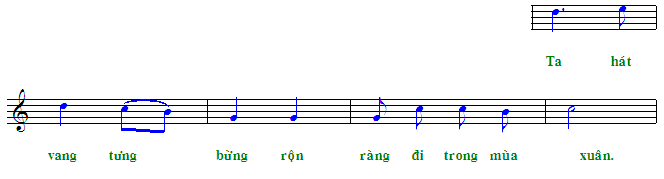 Ta hát
vang tưng bừng rộn ràng đi trong mùa xuân.